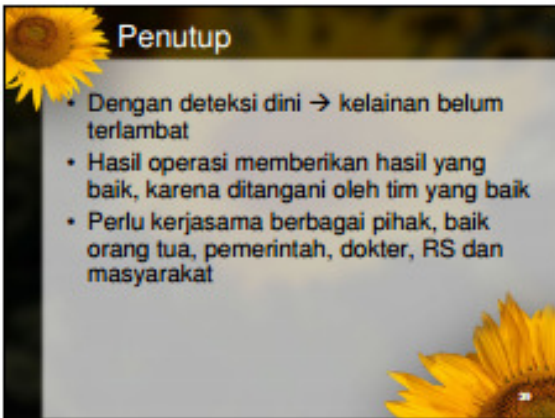 Penutup
• Dengan deteksi dini → kelainan belum
terlambat
• Hasil operasi memberikan hasil yang
baik, karena ditangani oleh tim yang baik
• Perlu kerjasama berbagai pihak, baik
orang tua, pemerintah, dokter, RS dan
masyarakat